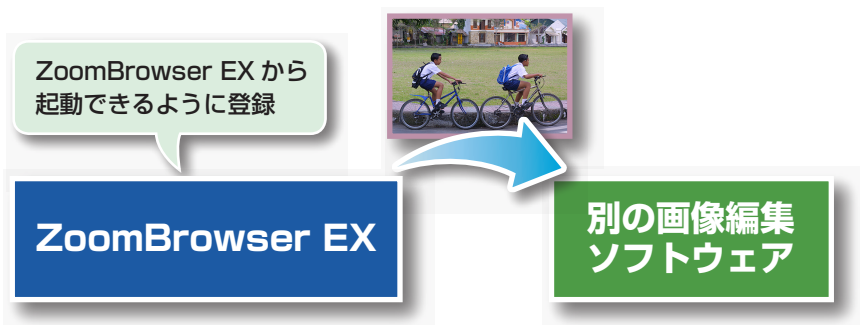 ZoomBrowser EX から
起動できるように登録
ZoomBrowser EX
別の画像編集
ソフトウェア